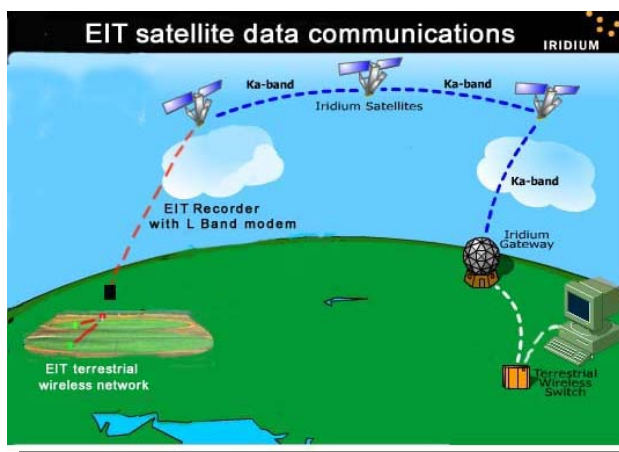 EIT satellite data communications
IRIDIUM
Ka-band
Ka-band
Iridium Satellites
Ka-band
EIT Recorder
with L Band modem
Iridium
Gateway
EIT terrestrial
wireless network
Terrestrial
Wireless
Switch